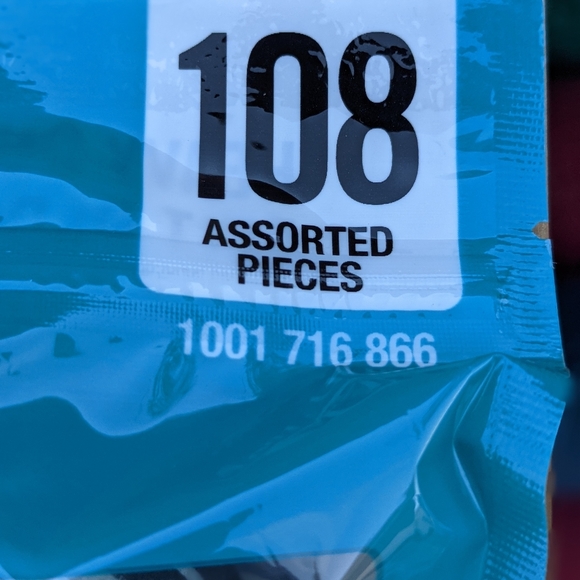 108
ASSORTED
PIECES
1001 716 866